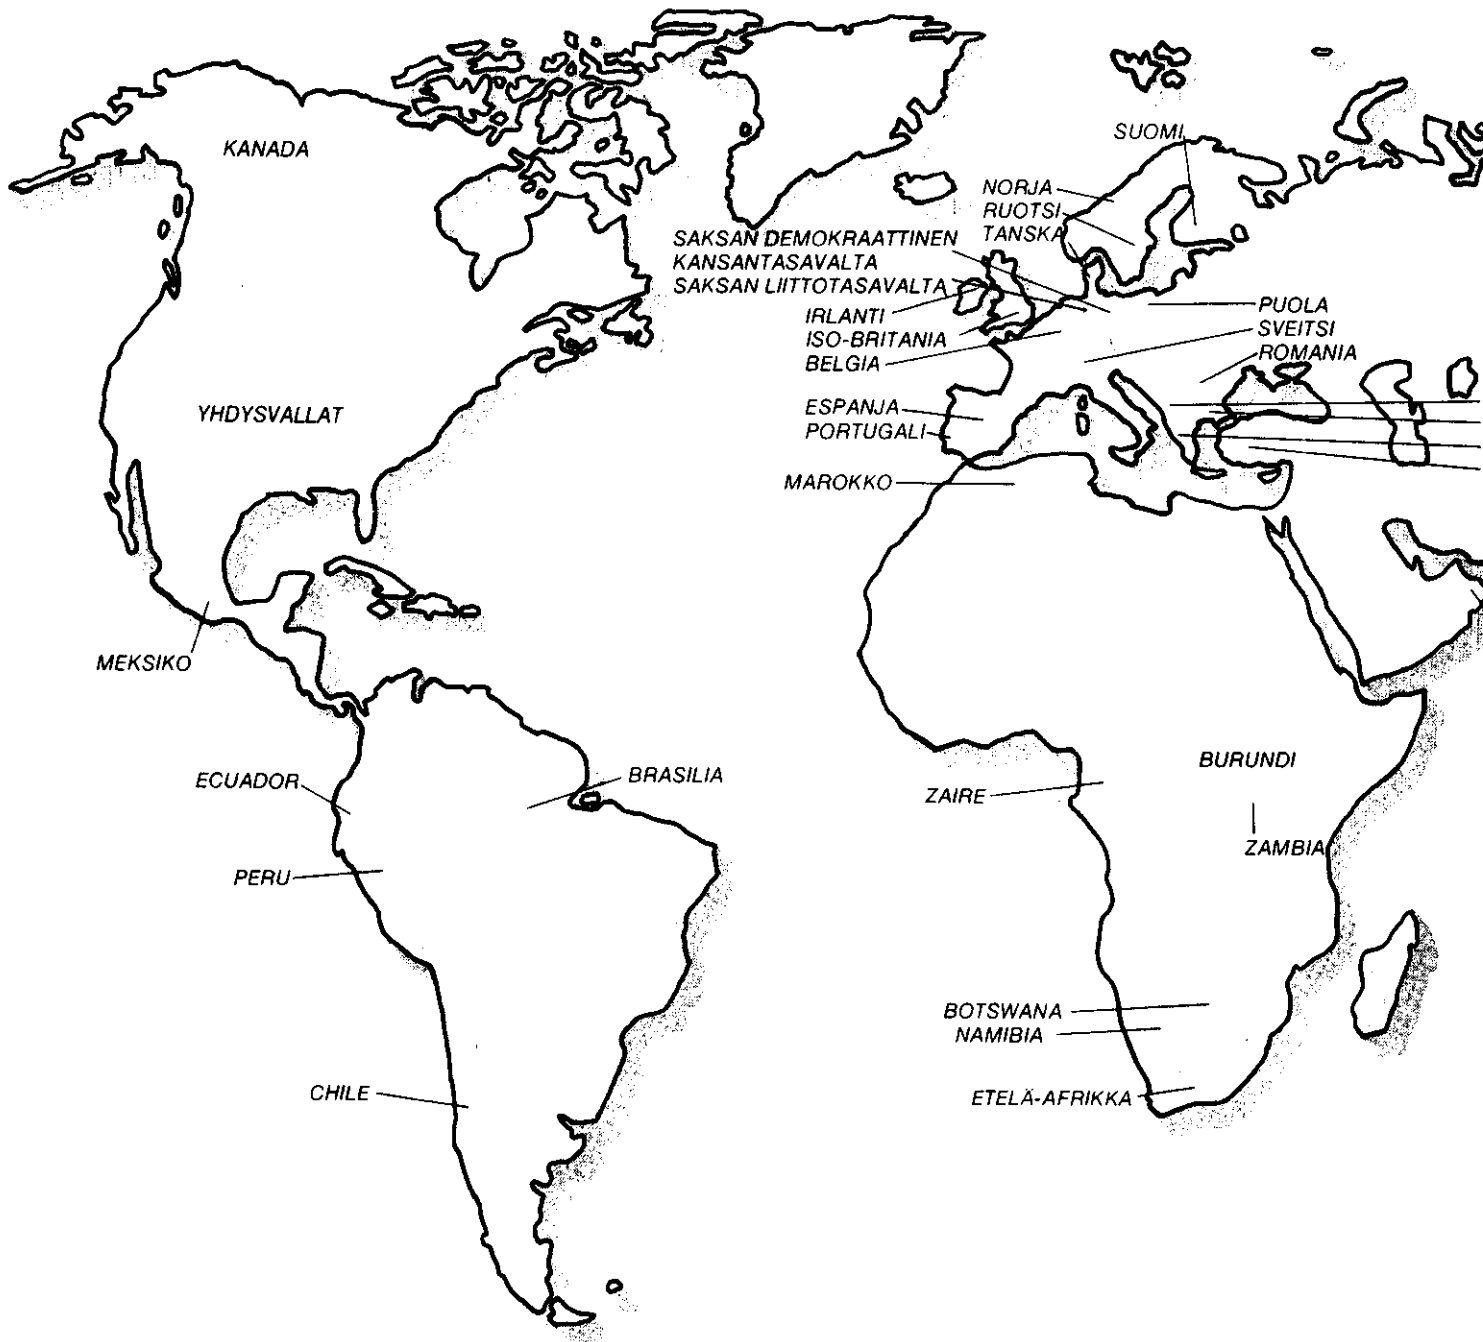 KANADA
SUOMI
NORJA
RUOTSI
TANSKA
SAKSAN DEMOKRAATTINEN
KANSANTASAVALTA
SAKSAN LIITTOTASAVALTA
IRLANTI
ISO-BRITANIA
BELGIA
PUOLA
SVEITSI
ROMANIA
YHDYSVALLAT
ESPANJA
PORTUGALI
MAROKKO
MEKSIKO
ECUADOR
BRASILIA
PERU
CHILE
BURUNDI
ZAIRE
ZAMBIA
BOTSWANA
NAMIBIA
ETELÄ-AFRIKKA